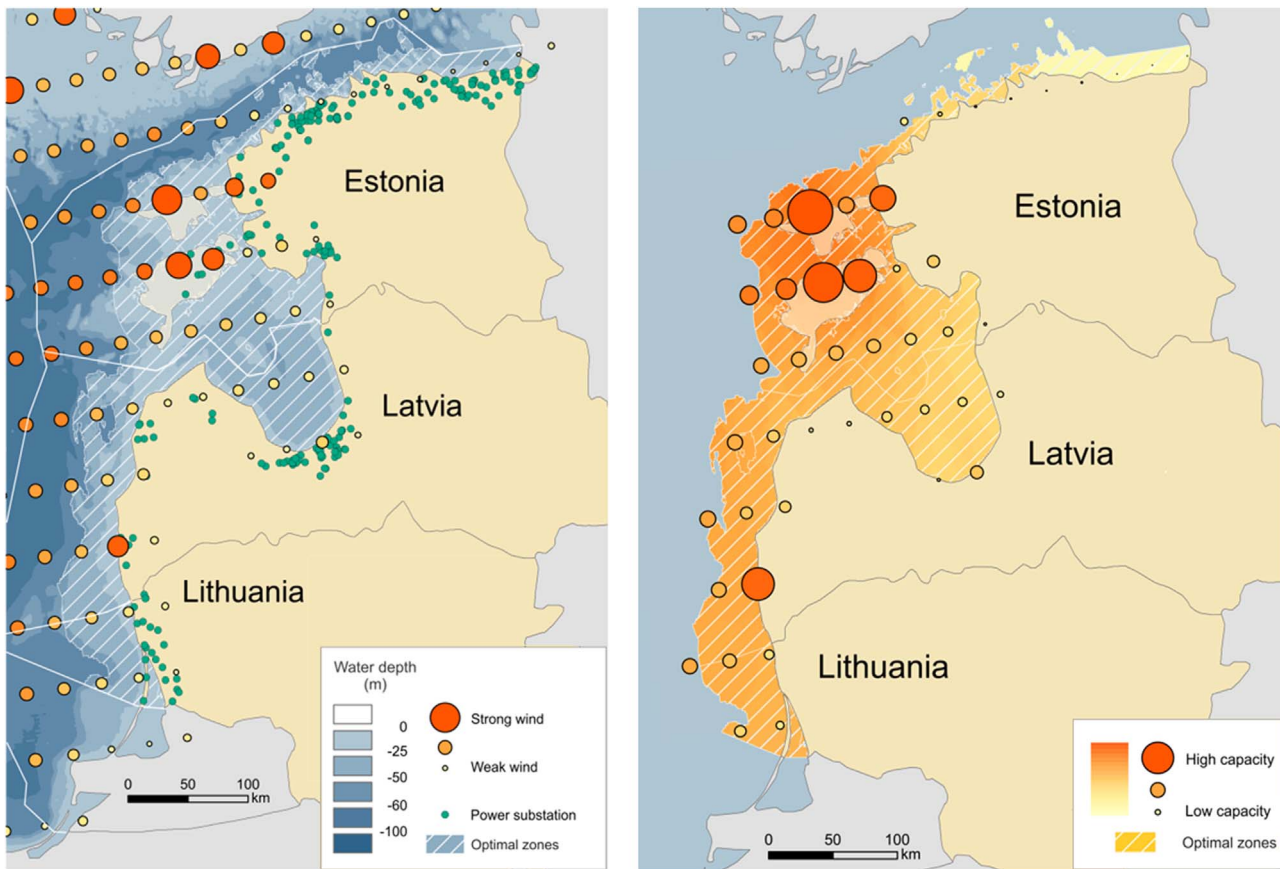 Estonia
Latvia
Lithuania
Water depth
(m)
0
-25
-50
-60
-100
Strong wind
Weak wind
Power substation
Optimal zones
0 50 100
km
Estonia
Latvia
Lithuania
High capacity
Low capacity
Optimal zones
0 50 100
km